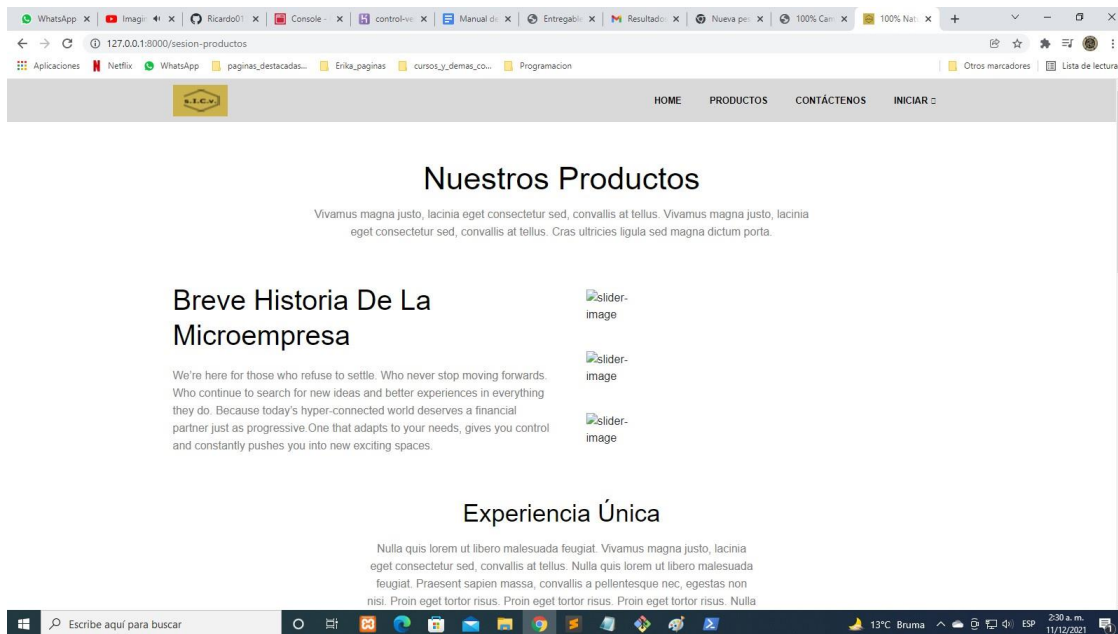 WhatsApp
Imagir
Ricardo01
Console -
control-ve
Manual de
Entregable
Resultado
Nueva pes
100% Cam
100% Nat
127.0.0.1:8000/sesion-productos
Aplicaciones
Netflix
WhatsApp
paginas_destacadas...
Erika_paginas
cursos_y_demas_co...
Programacion
Otros marcadores
Lista de lectura
S.I.C.V.
HOME
PRODUCTOS
CONTÁCTENOS
INICIAR
Nuestros Productos
Vivamus magna justo, lacinia eget consectetur sed, convallis at tellus. Vivamus magna justo, lacinia
eget consectetur sed, convallis at tellus. Cras ultricies ligula sed magna dictum porta.
Breve Historia De La
Microempresa
We're here for those who refuse to settle. Who never stop moving forwards.
Who continue to search for new ideas and better experiences in everything
they do. Because today's hyper-connected world deserves a financial
partner just as progressive.One that adapts to your needs, gives you control
and constantly pushes you into new exciting spaces.
slider-
image
slider-
image
slider-
image
Experiencia Única
Nulla quis lorem ut libero malesuada feugiat. Vivamus magna justo, lacinia
eget consectetur sed, convallis at tellus. Nulla quis lorem ut libero malesuada
feugiat. Praesent sapien massa, convallis a pellentesque nec, egestas non
nisi. Proin eget tortor risus. Proin eget tortor risus. Proin eget tortor risus. Nulla
Escribe aquí para buscar
13°C Bruma
ESP
2:30 a. m.
11/12/2021